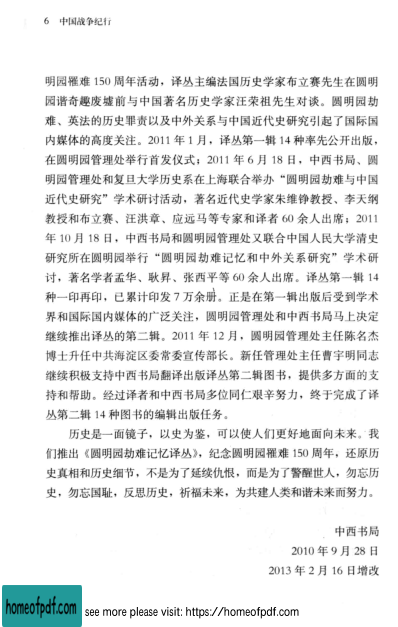 6 中国战争纪行
明园罹难 150 周年活动，译丛主编法国历史学家布立赛先生在圆明
园谐奇趣废墟前与中国著名历史学家汪荣祖先生对谈。圆明园劫
难、英法的历史罪责以及中外关系与中国近代史研究引起了国际国
内媒体的高度关注。2011 年 1 月，译丛第一辑 14 种率先公开出版，
在圆明园管理处举行首发仪式；2011 年 6 月 18 日，中西书局、圆
明园管理处和复旦大学历史系在上海联合举办“圆明园劫难与中国
近代史研究”学术研讨活动，著名近代史学家朱维铮教授、李天纲
教授和布立赛、汪洪章、应远马等专家和译者 60 余人出席；2011
年 10 月 18 日，中西书局和圆明园管理处又联合中国人民大学清史
研究所在圆明园举行“圆明园劫难记忆和中外关系研究”学术研
讨，著名学者孟华、耿昇、张西平等 60 余人出席。译丛第一辑 14
种一印再印，已累计印发 7 万余册。正是在第一辑出版后受到学术
界和国际国内媒体的广泛关注，圆明园管理处和中西书局马上决定
继续推出译丛的第二辑。2011 年 12 月，圆明园管理处主任陈名杰
博士升任中共海淀区委常委宣传部长。新任管理处主任曹宇明同志
继续积极支持中西书局翻译出版译丛第二辑图书，提供多方面的支
持和帮助。经过译者和中西书局多位同仁艰辛努力，终于完成了译
丛第二辑 14 种图书的编辑出版任务。
历史是一面镜子，以史为鉴，可以使人们更好地面向未来。我
们推出《圆明园劫难记忆译丛》，纪念圆明园罹难 150 周年，还原历
史真相和历史细节，不是为了延续仇恨，而是为了警醒世人，勿忘历
史，勿忘国耻，反思历史，祈福未来，为共建人类和谐未来而努力。
中西书局
2010 年 9 月 28 日
2013 年 2 月 16 日增改
homeofpdf.com see more please visit: https://homeofpdf.com